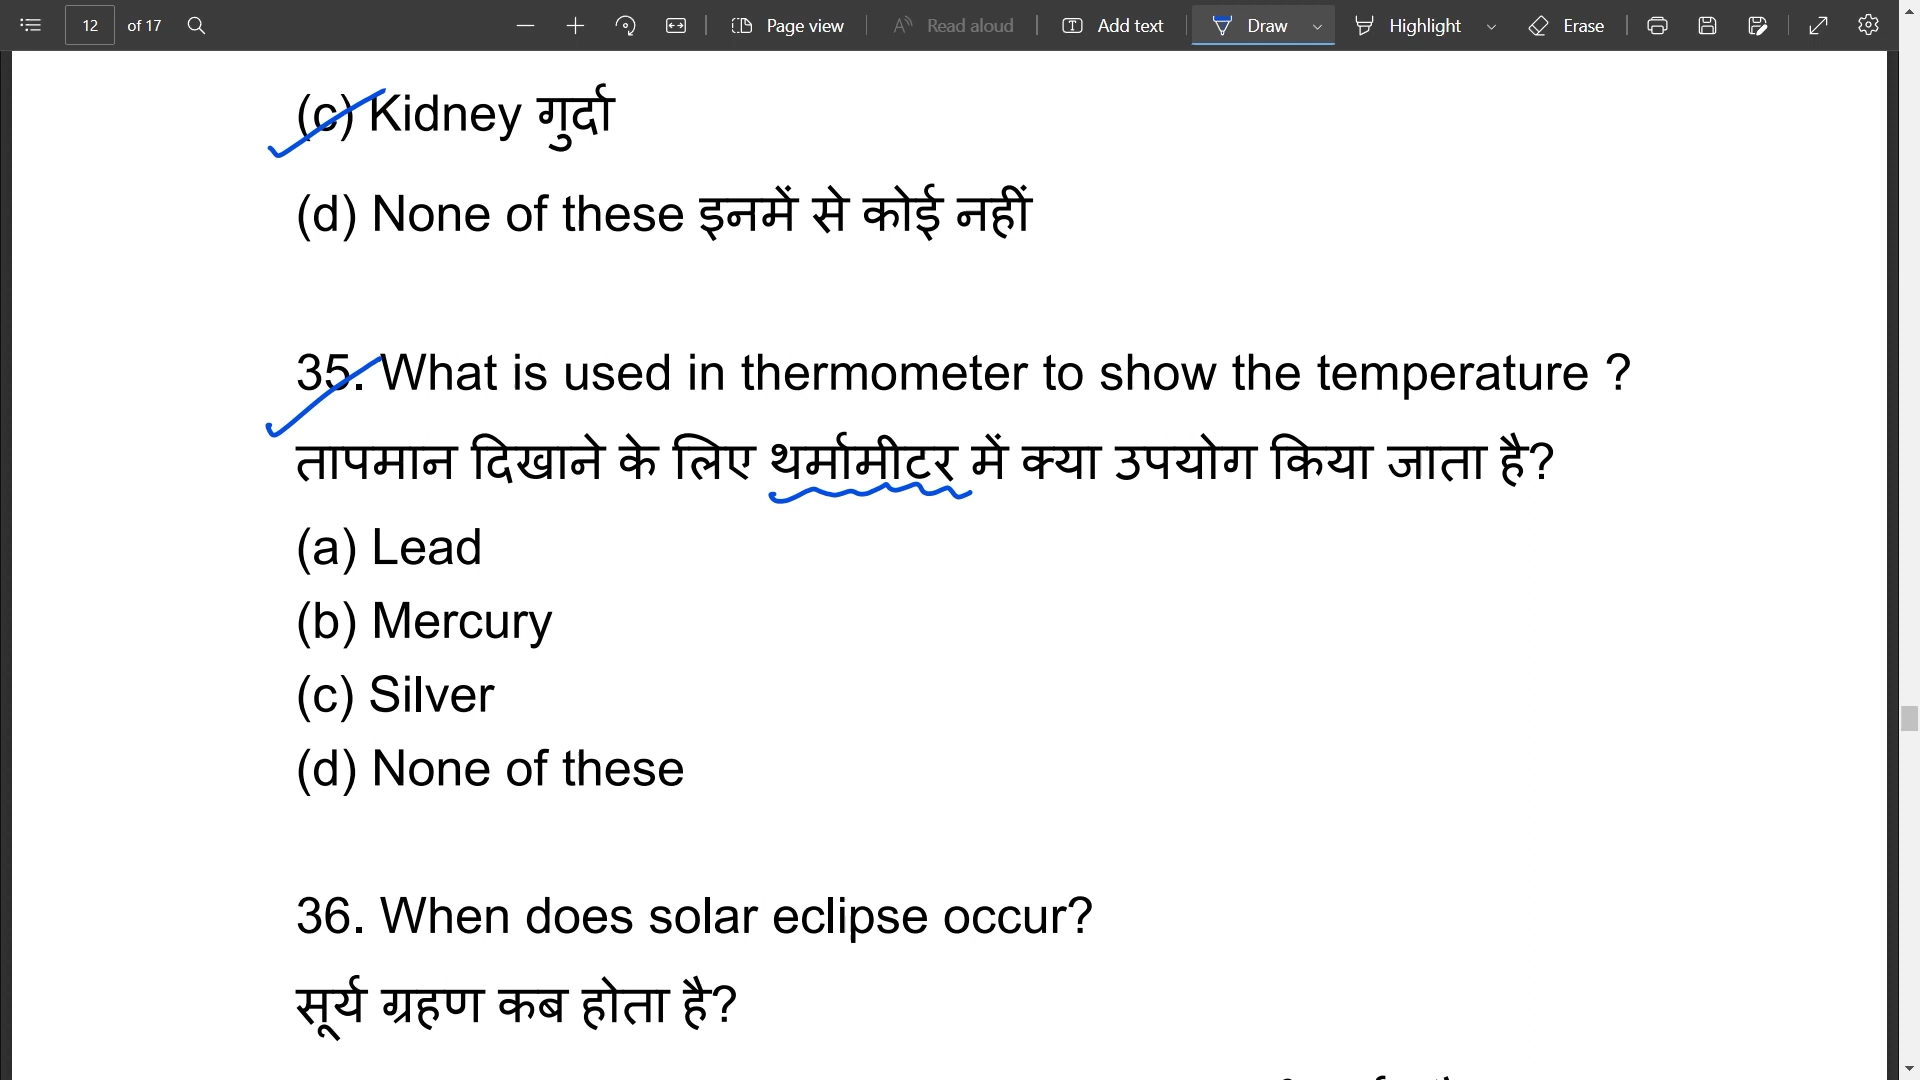 12 of 17 Page view Read aloud Add text Draw Highlight Erase
(c) Kidney गुर्दा
(d) None of these इनमें से कोई नहीं
35. What is used in thermometer to show the temperature ?
तापमान दिखाने के लिए थर्मामीटर में क्या उपयोग किया जाता है?
(a) Lead
(b) Mercury
(c) Silver
(d) None of these
36. When does solar eclipse occur?
सूर्य ग्रहण कब होता है?